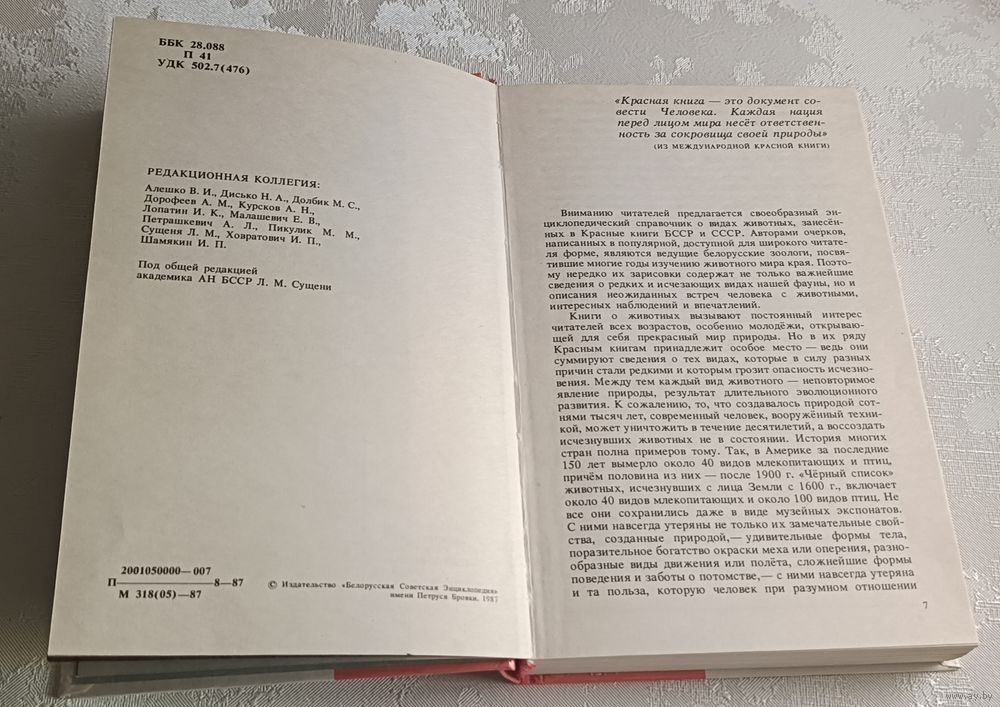 ББК 28.088
П 41
УДК 502.7(476)
РЕДАКЦИОННАЯ КОЛЛЕГИЯ:
Алешко В. И., Дисько Н. А., Долбик М. С.,
Дорофеев А. М., Курсков А. Н.,
Лопатин И. К., Малашевич Е. В.,
Петрашкевич А. Л., Пикулик М. М.,
Сущеня Л. М., Ховратович И. П.,
Шамякин И. П.
Под общей редакцией
академика АН БССР Л. М. Сущени
2001050000—007
П————8—87
М 318(05)—87
© Издательство «Белорусская Советская Энциклопедия»
имени Петруся Бровки, 1987
«Красная книга — это документ со-
вести Человека. Каждая нация
перед лицом мира несёт ответствен-
ность за сокровища своей природы»
(ИЗ МЕЖДУНАРОДНОЙ КРАСНОЙ КНИГИ)
Вниманию читателей предлагается своеобразный эн-
циклопедический справочник о видах животных, занесён-
ных в Красные книги БССР и СССР. Авторами очерков,
написанных в популярной, доступной для широкого читате-
ля форме, являются ведущие белорусские зоологи, посвя-
тившие многие годы изучению животного мира края. Поэто-
му нередко их зарисовки содержат не только важнейшие
сведения о редких и исчезающих видах нашей фауны, но и
описания неожиданных встреч человека с животными,
интересных наблюдений и впечатлений.
Книги о животных вызывают постоянный интерес
читателей всех возрастов, особенно молодёжи, открываю-
щей для себя прекрасный мир природы. Но в их ряду
Красным книгам принадлежит особое место — ведь они
суммируют сведения о тех видах, которые в силу разных
причин стали редкими и которым грозит опасность исчезно-
вения. Между тем каждый вид животного — неповторимое
явление природы, результат длительного эволюционного
развития. К сожалению, то, что создавалось природой сот-
нями тысяч лет, современный человек, вооружённый техни-
кой, может уничтожить в течение десятилетий, а воссоздать
исчезнувших животных не в состоянии. История многих
стран полна примеров тому. Так, в Америке за последние
150 лет вымерло около 40 видов млекопитающих и птиц,
причём половина из них — после 1900 г. «Чёрный список»
животных, исчезнувших с лица Земли с 1600 г., включает
около 40 видов млекопитающих и около 100 видов птиц. Не
все они сохранились даже в виде музейных экспонатов.
С ними навсегда утеряны не только их замечательные свой-
ства, созданные природой,— удивительные формы тела,
поразительное богатство окраски меха или оперения, разно-
образные виды движения или полёта, сложнейшие формы
поведения и заботы о потомстве,— с ними навсегда утеряна
и та польза, которую человек при разумном отношении
7
www.ay.by